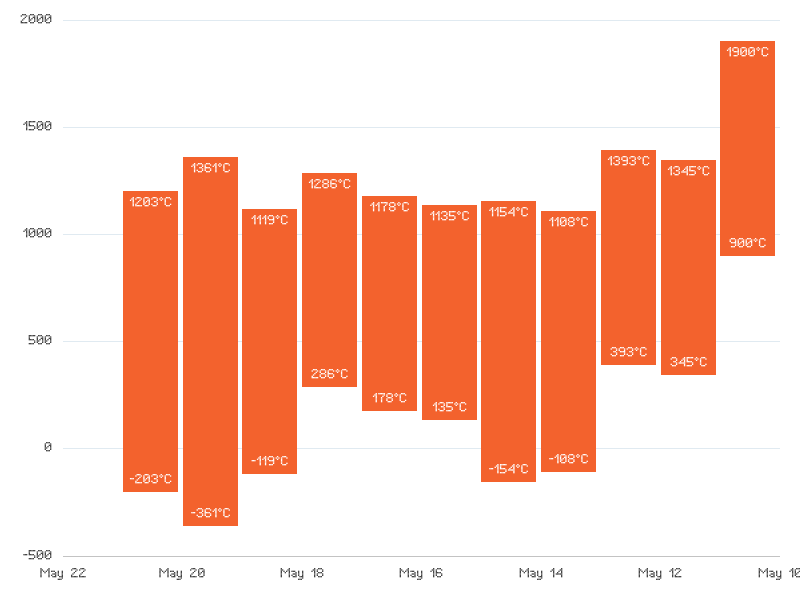 2000
1500
1000
500
0
-500
1203°C
-203°C
1361°C
-361°C
1119°C
-119°C
1286°C
286°C
1178°C
178°C
1135°C
135°C
1154°C
-154°C
1108°C
-108°C
1393°C
393°C
1345°C
345°C
1900°C
900°C
May 22
May 20
May 18
May 16
May 14
May 12
May 10